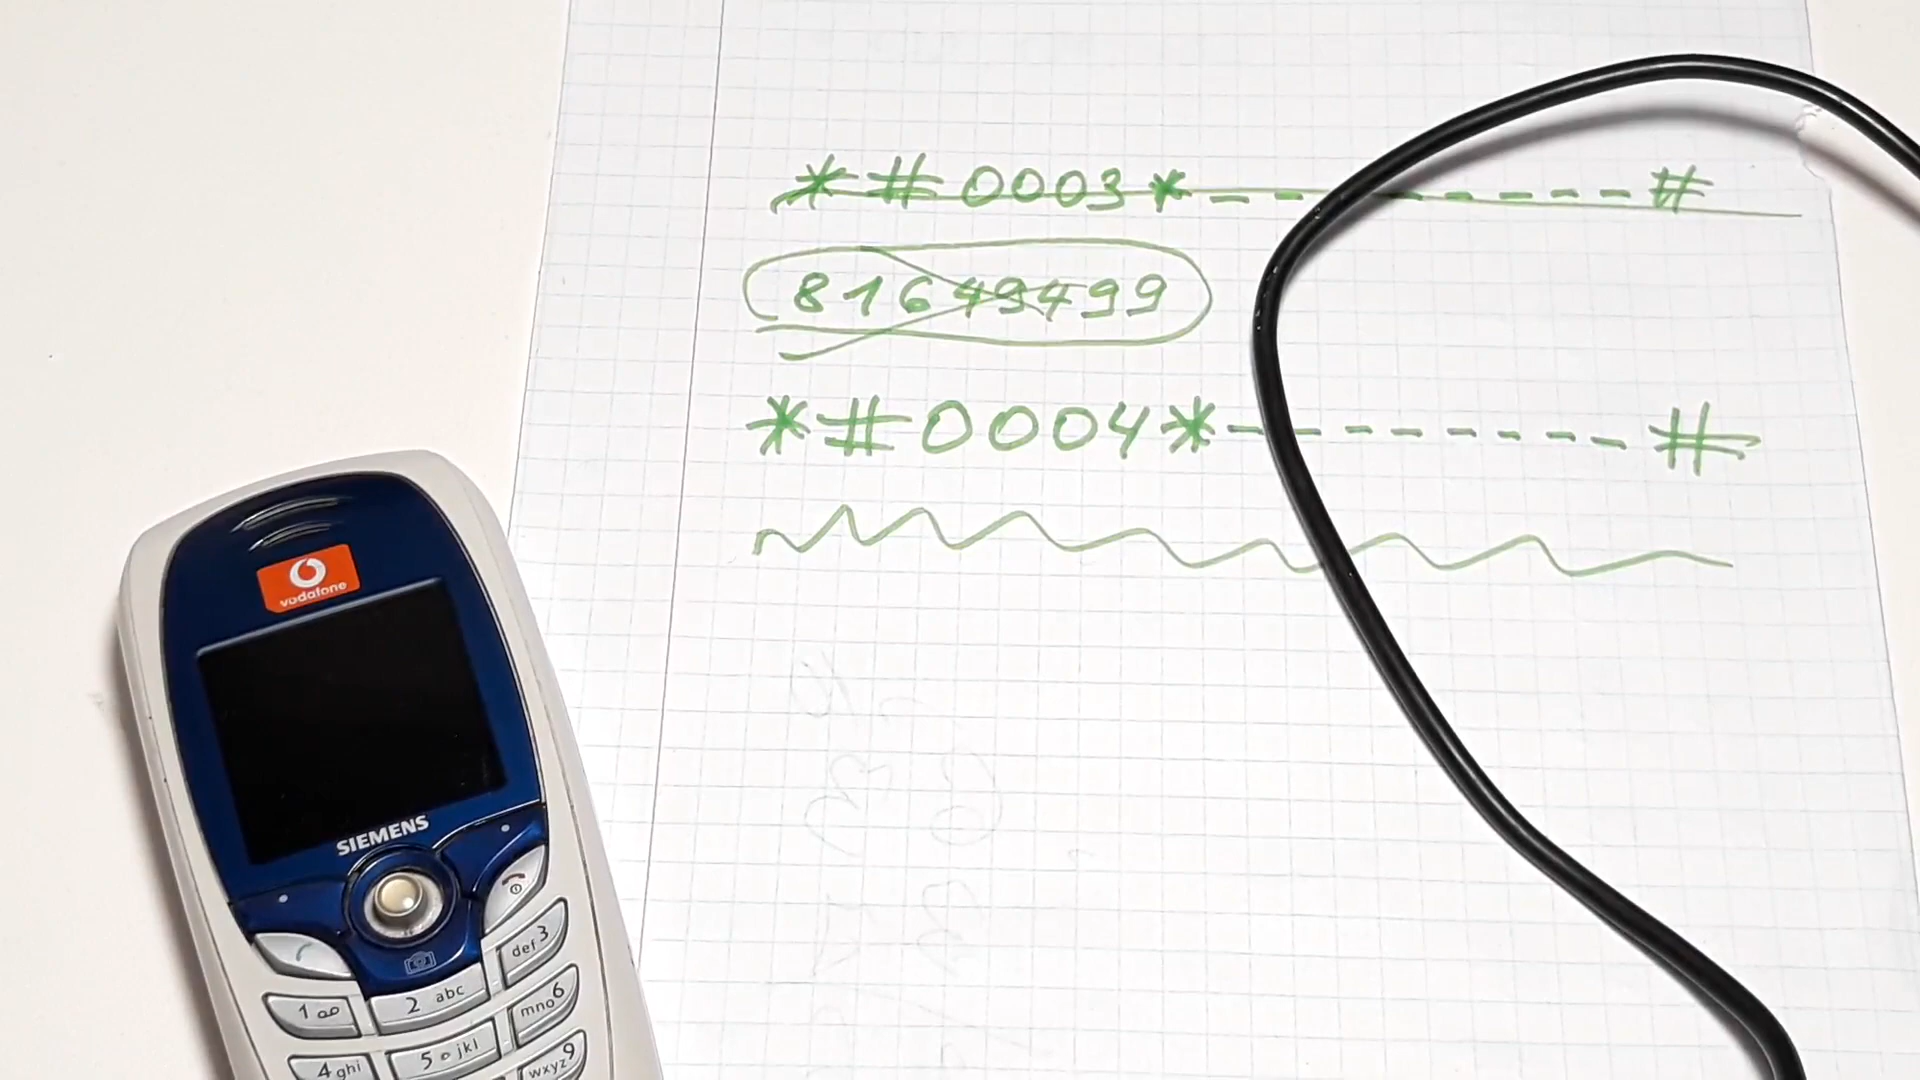 *#0003*--------#
81649499
*#0004*--------#
vodafone
SIEMENS
def 3
1
2 abc
mno 6
4 ghi
5 jkl
wxyz 9